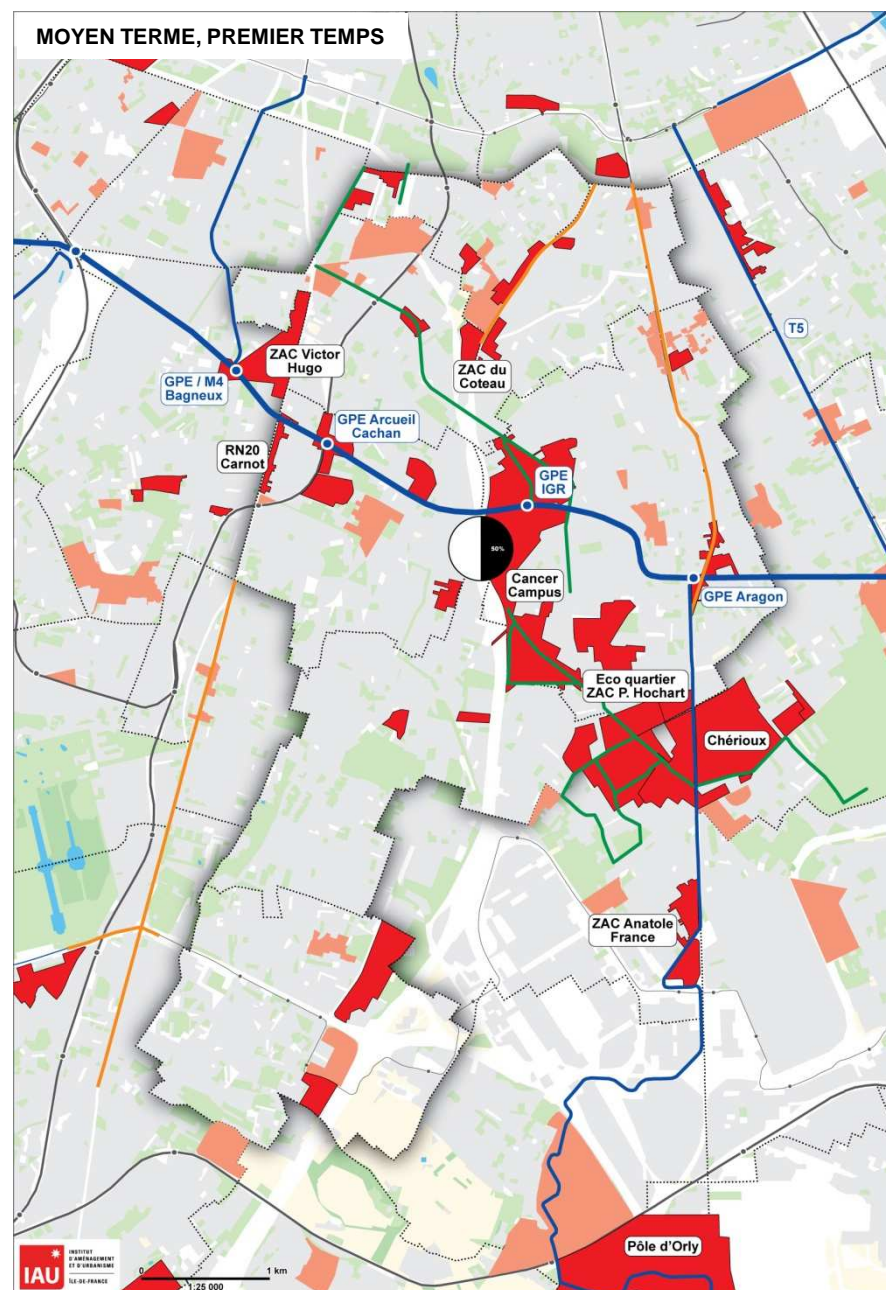 MOYEN TERME, PREMIER TEMPS
T5
ZAC Victor
Hugo
ZAC du
Coteau
GPE / M4
Bagneux
GPE Arcueil
Cachan
RN20
Carnot
GPE
IGR
50%
Cancer
Campus
GPE Aragon
Eco quartier
ZAC P. Hochart
Chérioux
ZAC Anatole
France
Pôle d'Orly
IAU
INSTITUT
D'AMÉNAGEMENT
ET D'URBANISME
ÎLE-DE-FRANCE
0 1 km
1:25 000